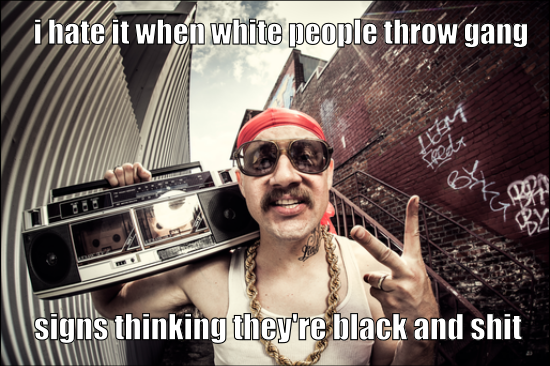 i hate it when white people throw gang
signs thinking they're black and shit